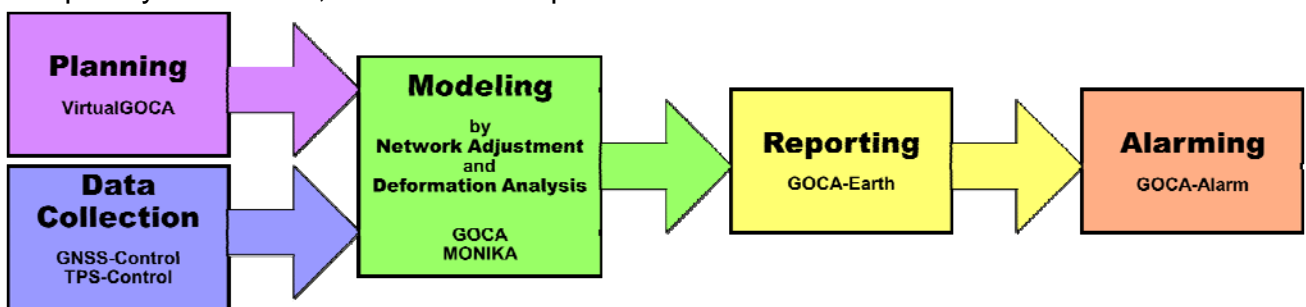 Planning
VirtualGOCA
Data
Collection
GNSS-Control
TPS-Control
Modeling
by
Network Adjustment
and
Deformation Analysis
GOCA
MONIKA
Reporting
GOCA-Earth
Alarming
GOCA-Alarm